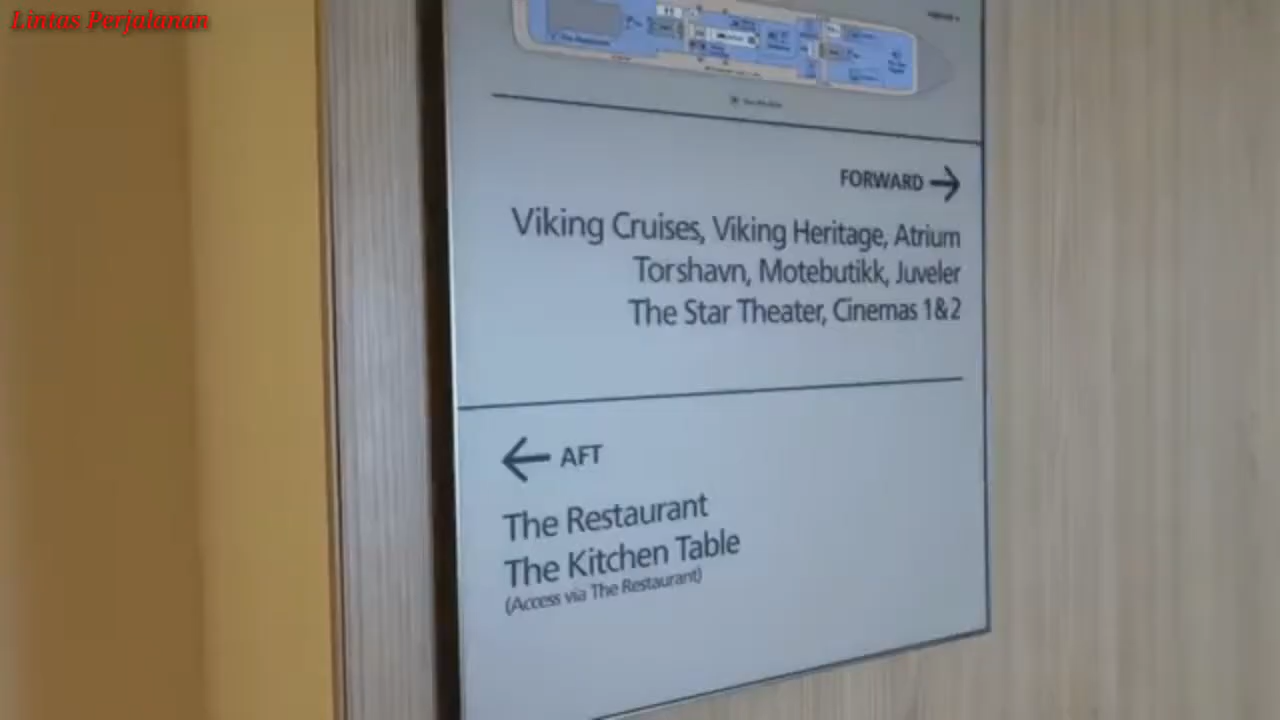 Lintas Perjalanan
FORWARD
Viking Cruises, Viking Heritage, Atrium
Torshavn, Motebutikk, Juveler
The Star Theater, Cinemas 1&2
AFT
The Restaurant
The Kitchen Table
(Access via The Restaurant)